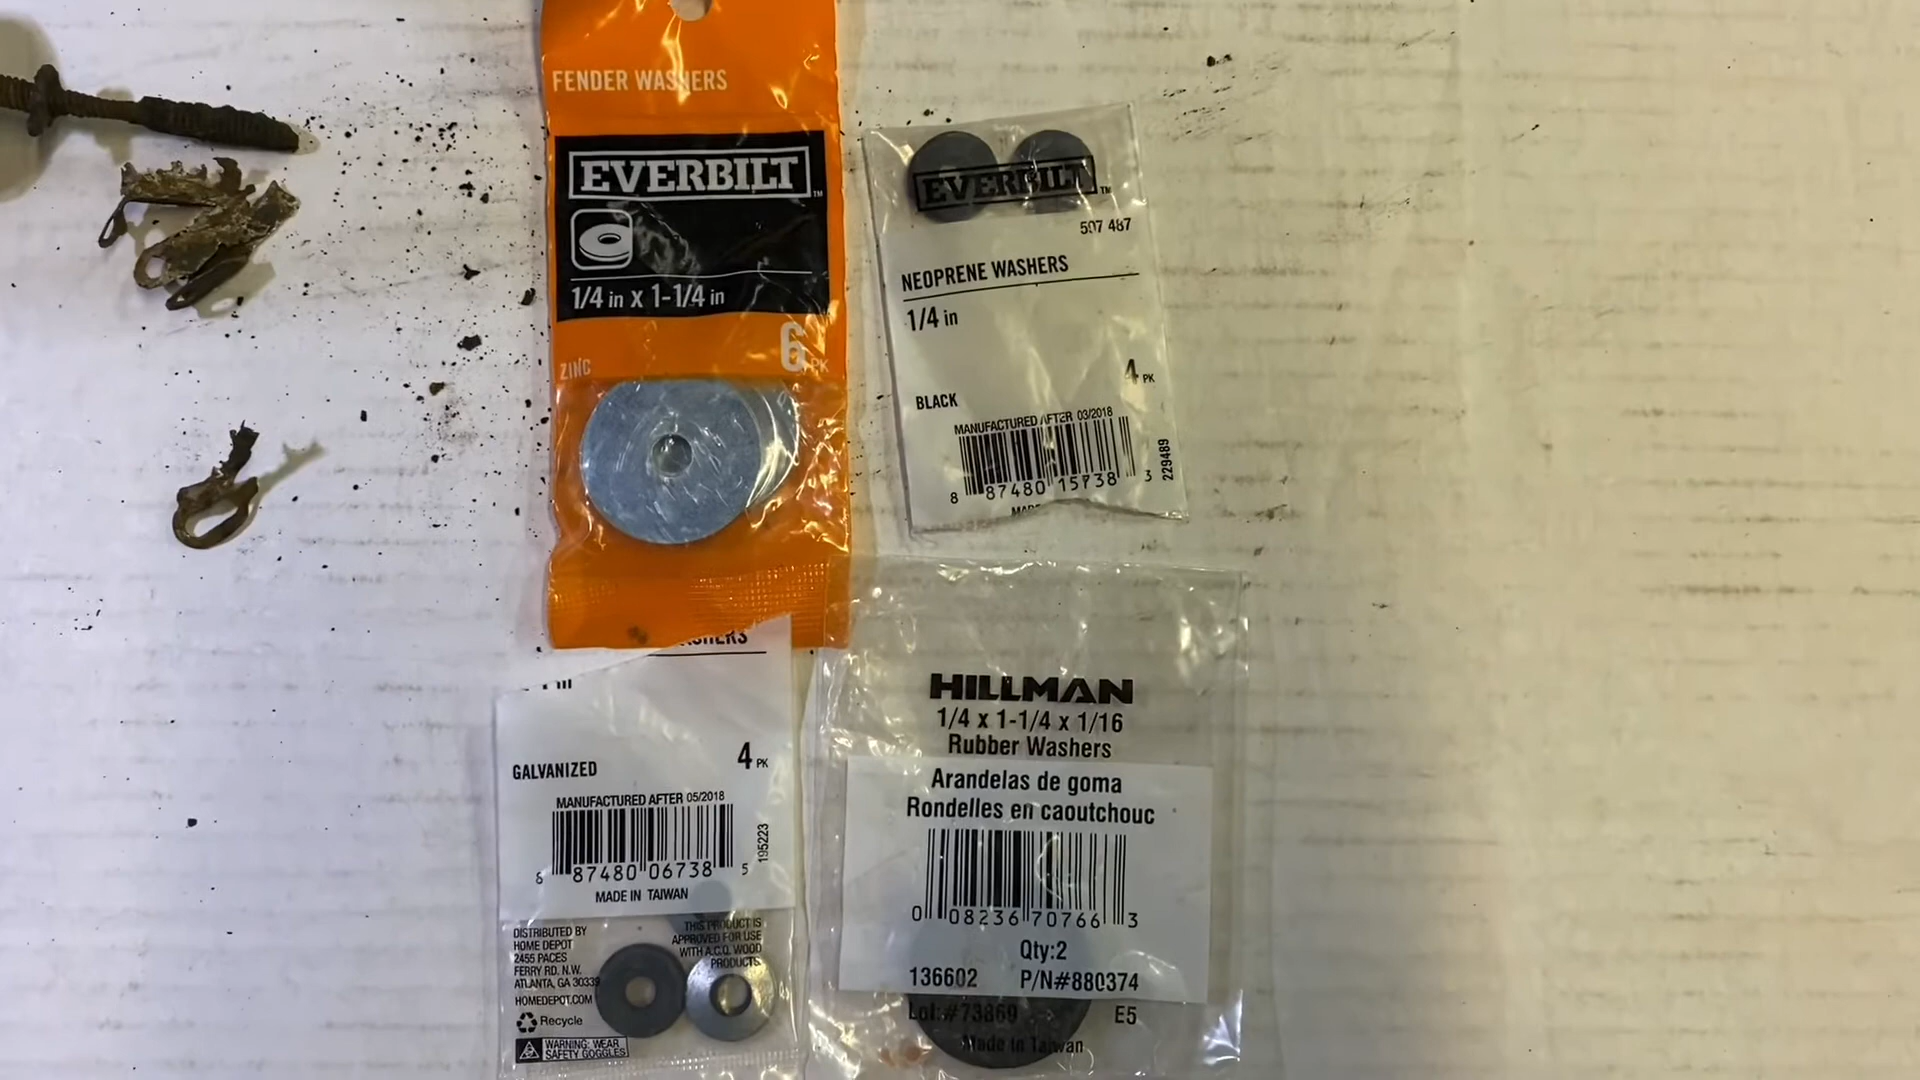 FENDER WASHERS
EVERBILT™
1/4 in x 1-1/4 in
6 PK
ZINC
EVERBILT™
507 487
NEOPRENE WASHERS
1/4 in
4 PK
BLACK
MANUFACTURED AFTER 03/2018
8 87480 15738 3
229489
GALVANIZED
4 PK
MANUFACTURED AFTER 05/2018
8 87480 06738 5
195223
MADE IN TAIWAN
DISTRIBUTED BY
HOME DEPOT
2455 PACES
FERRY RD. N.W.
ATLANTA, GA 30339
HOMEDEPOT.COM
Recycle
WARNING: WEAR
SAFETY GOGGLES
THIS PRODUCT IS
APPROVED FOR USE
WITH A.C.Q. WOOD
PRODUCTS.
HILLMAN
1/4 x 1-1/4 x 1/16
Rubber Washers
Arandelas de goma
Rondelles en caoutchouc
0 08236 70766 3
Qty:2
136602 P/N#880374
Lot:#73869 E5
Made in Taiwan